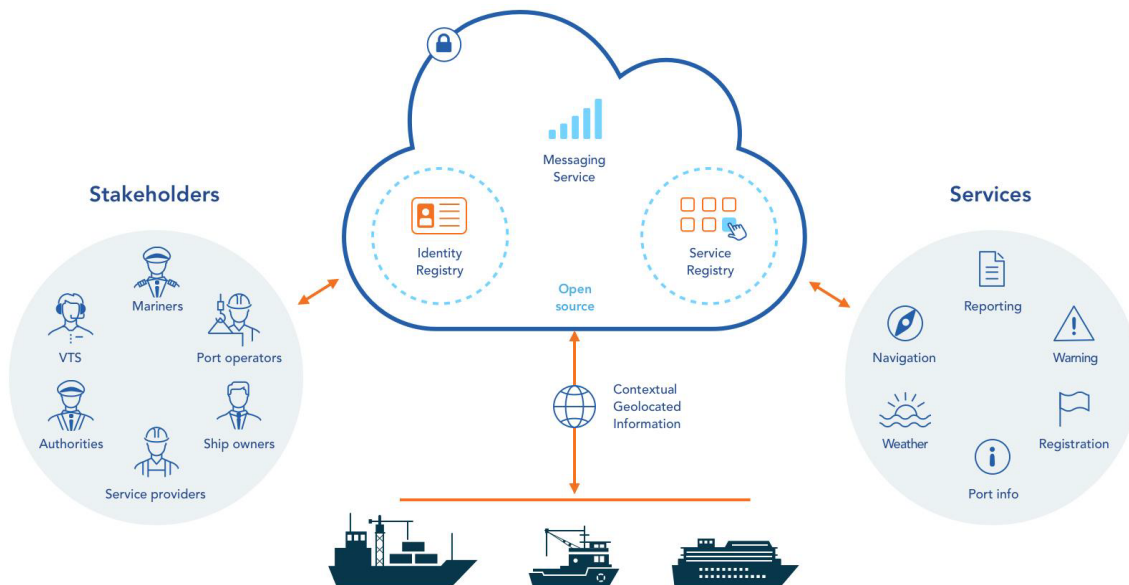 Messaging
Service
Stakeholders
Services
Identity
Registry
Service
Registry
Open
source
Mariners
VTS
Port operators
Authorities
Ship owners
Service providers
Contextual
Geolocated
Information
Reporting
Navigation
Warning
Weather
Registration
Port info